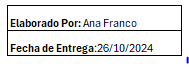 Elaborado Por: Ana Franco
Fecha de Entrega:26/10/2024